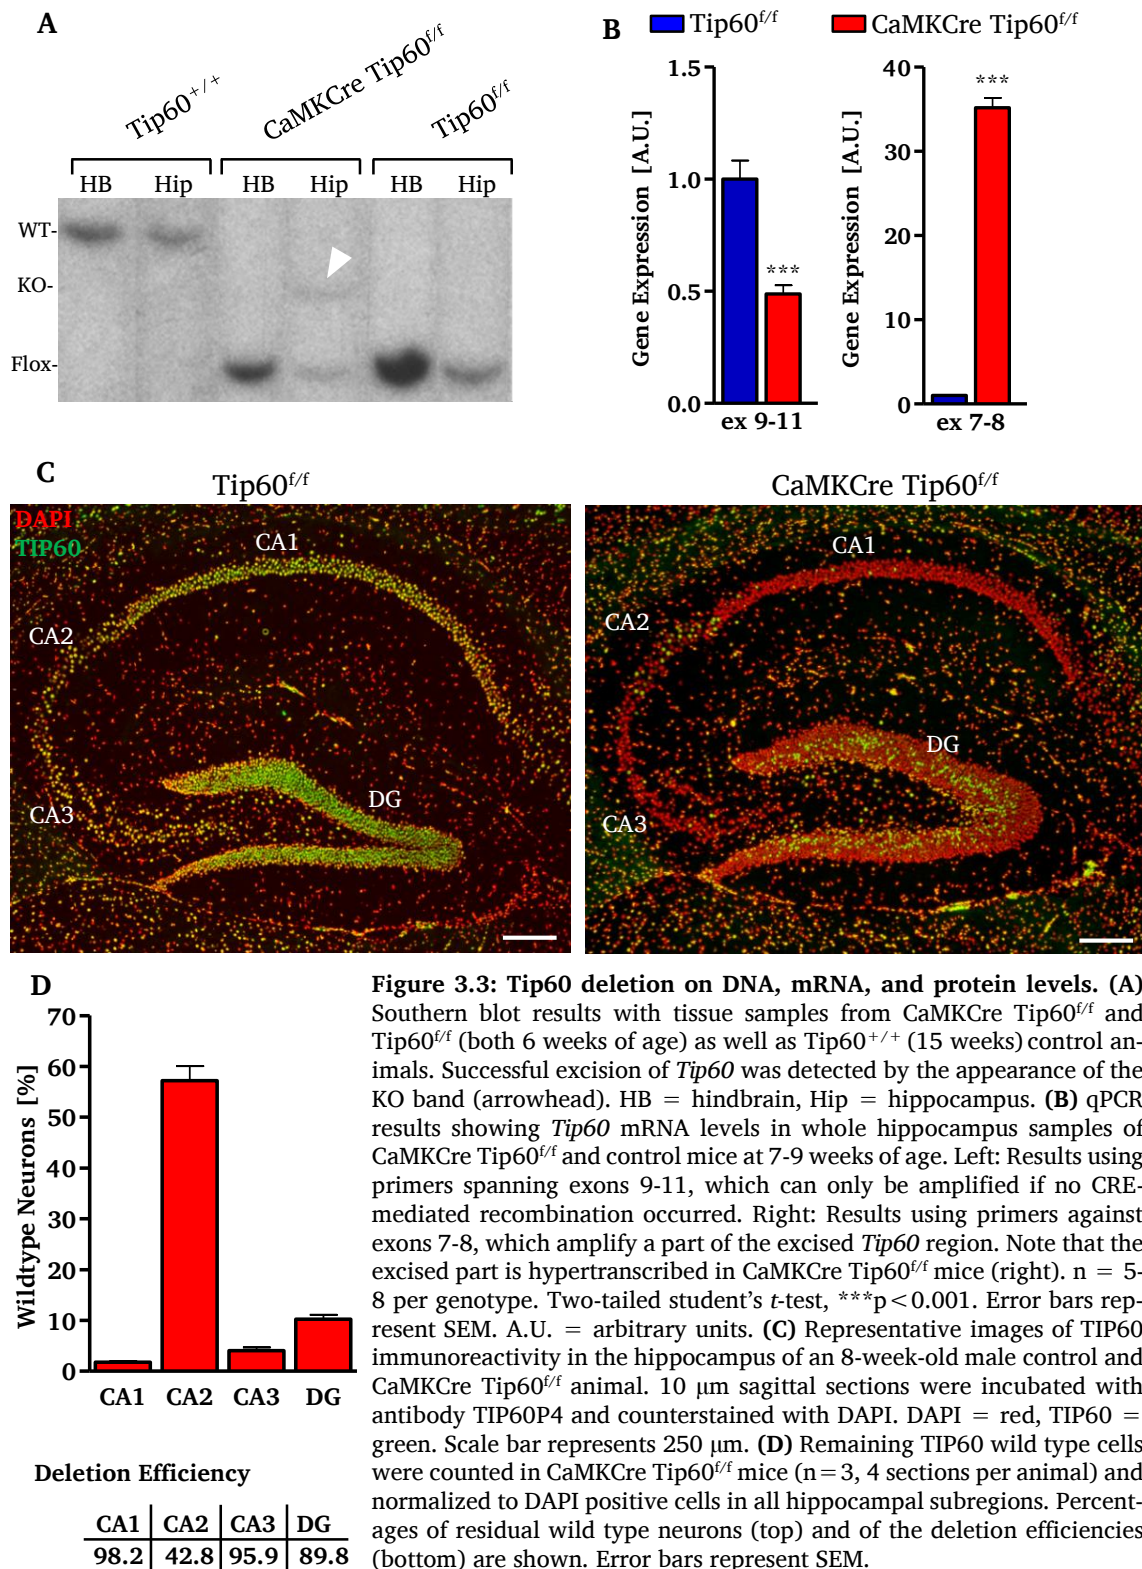 A
Tip60+/+
CaMKCre Tip60f/f
Tip60f/f
HB Hip HB Hip HB Hip
WT-
KO-
Flox-
B
Tip60f/f CaMKCre Tip60f/f
Gene Expression [A.U.]
1.5
1.0
0.5
0.0
***
ex 9-11
Gene Expression [A.U.]
40
30
20
10
0
***
ex 7-8
C
Tip60f/f
DAPI
TIP60
CA1
CA2
CA3
DG
CaMKCre Tip60f/f
CA1
CA2
CA3
DG
D
Wildtype Neurons [%]
70
60
50
40
30
20
10
0
CA1 CA2 CA3 DG
Deletion Efficiency
CA1 CA2 CA3 DG
98.2 42.8 95.9 89.8
Figure 3.3: Tip60 deletion on DNA, mRNA, and protein levels. (A)
Southern blot results with tissue samples from CaMKCre Tip60f/f and
Tip60f/f (both 6 weeks of age) as well as Tip60+/+ (15 weeks) control an-
imals. Successful excision of Tip60 was detected by the appearance of the
KO band (arrowhead). HB = hindbrain, Hip = hippocampus. (B) qPCR
results showing Tip60 mRNA levels in whole hippocampus samples of
CaMKCre Tip60f/f and control mice at 7-9 weeks of age. Left: Results using
primers spanning exons 9-11, which can only be amplified if no CRE-
mediated recombination occurred. Right: Results using primers against
exons 7-8, which amplify a part of the excised Tip60 region. Note that the
excised part is hypertranscribed in CaMKCre Tip60f/f mice (right). n = 5-
8 per genotype. Two-tailed student's t-test, ***p<0.001. Error bars rep-
resent SEM. A.U. = arbitrary units. (C) Representative images of TIP60
immunoreactivity in the hippocampus of an 8-week-old male control and
CaMKCre Tip60f/f animal. 10 μm sagittal sections were incubated with
antibody TIP60P4 and counterstained with DAPI. DAPI = red, TIP60 =
green. Scale bar represents 250 μm. (D) Remaining TIP60 wild type cells
were counted in CaMKCre Tip60f/f mice (n=3, 4 sections per animal) and
normalized to DAPI positive cells in all hippocampal subregions. Percent-
ages of residual wild type neurons (top) and of the deletion efficiencies
(bottom) are shown. Error bars represent SEM.